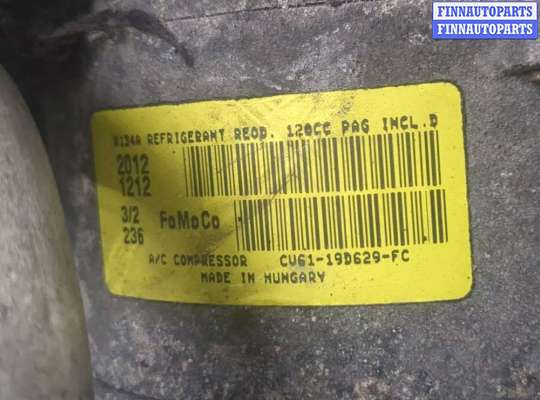 FINNAUTOPARTS
FINNAUTOPARTS
R134A REFRIGERANT REQD. 120CC PAG INCL.D
2012
1212
3/2 FoMoCo
236
A/C COMPRESSOR CV61-19D629-FC
MADE IN HUNGARY